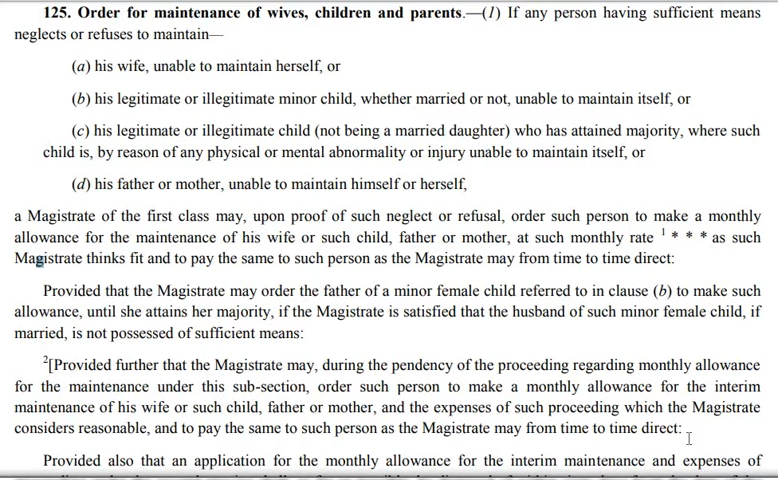 125. Order for maintenance of wives, children and parents.—(1) If any person having sufficient means
neglects or refuses to maintain—
(a) his wife, unable to maintain herself, or
(b) his legitimate or illegitimate minor child, whether married or not, unable to maintain itself, or
(c) his legitimate or illegitimate child (not being a married daughter) who has attained majority, where such
child is, by reason of any physical or mental abnormality or injury unable to maintain itself, or
(d) his father or mother, unable to maintain himself or herself,
a Magistrate of the first class may, upon proof of such neglect or refusal, order such person to make a monthly
allowance for the maintenance of his wife or such child, father or mother, at such monthly rate 1 * * * as such
Magistrate thinks fit and to pay the same to such person as the Magistrate may from time to time direct:
Provided that the Magistrate may order the father of a minor female child referred to in clause (b) to make such
allowance, until she attains her majority, if the Magistrate is satisfied that the husband of such minor female child, if
married, is not possessed of sufficient means:
2[Provided further that the Magistrate may, during the pendency of the proceeding regarding monthly allowance
for the maintenance under this sub-section, order such person to make a monthly allowance for the interim
maintenance of his wife or such child, father or mother, and the expenses of such proceeding which the Magistrate
considers reasonable, and to pay the same to such person as the Magistrate may from time to time direct:
Provided also that an application for the monthly allowance for the interim maintenance and expenses of